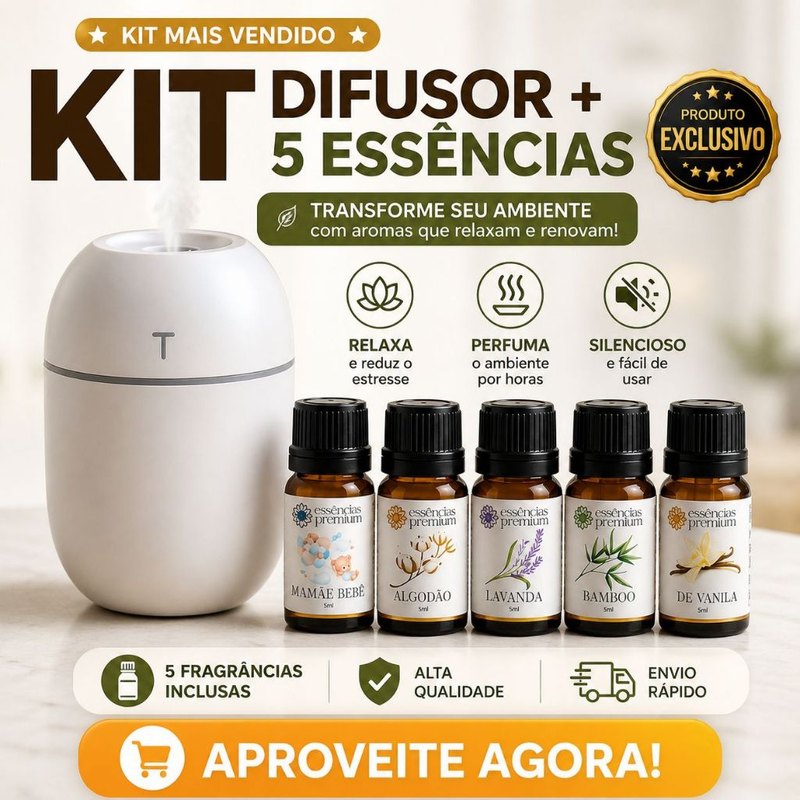 KIT MAIS VENDIDO
KIT DIFUSOR +
5 ESSÊNCIAS
PRODUTO
EXCLUSIVO
TRANSFORME SEU AMBIENTE
com aromas que relaxam e renovam!
RELAXA
e reduz o
estresse
PERFUMA
o ambiente
por horas
SILENCIOSO
e fácil de
usar
T
essências
premium
MAMÃE BEBÊ
5ml
essências
premium
ALGODÃO
5ml
essências
premium
LAVANDA
5ml
essências
premium
BAMBOO
5ml
essências
premium
DE VANILA
5ml
5 FRAGRÂNCIAS
INCLUSAS
ALTA
QUALIDADE
ENVIO
RÁPIDO
APROVEITE AGORA!